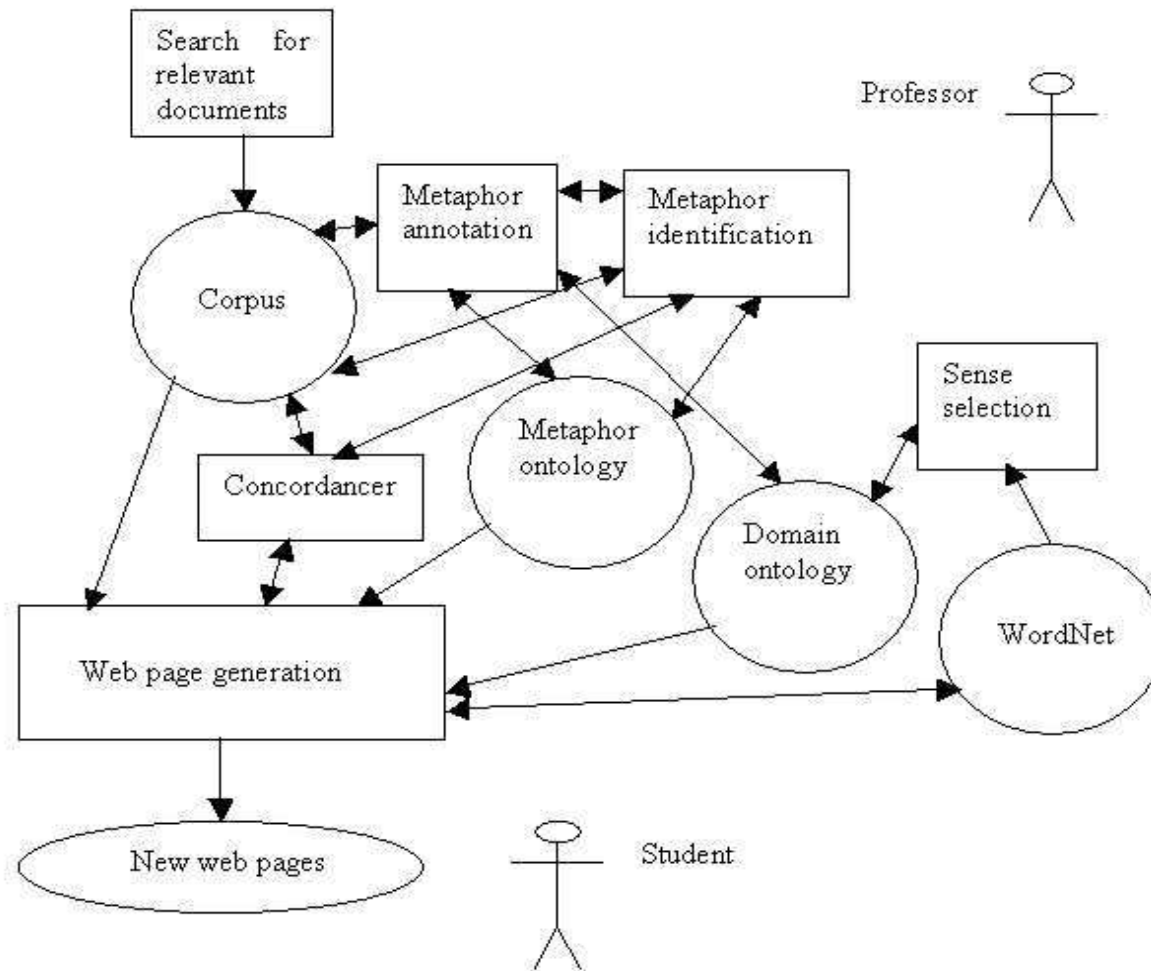 Search for
relevant
documents
Professor
Metaphor
annotation
Metaphor
identification
Corpus
Sense
selection
Metaphor
ontology
Concordancer
Domain
ontology
WordNet
Web page generation
New web pages
Student